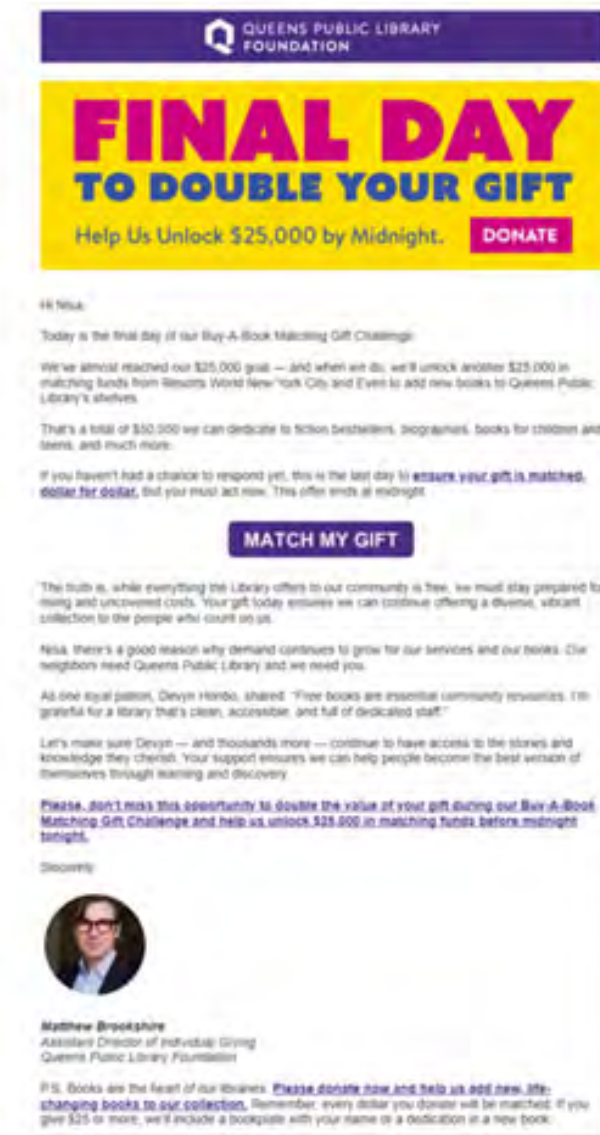 QUEENS PUBLIC LIBRARY
FOUNDATION
FINAL DAY
TO DOUBLE YOUR GIFT
Help Us Unlock $25,000 by Midnight.
DONATE
Hi Nisa,
Today is the final day of our Buy-A-Book Matching Gift Challenge.
We've almost reached our $25,000 goal — and when we do, we'll unlock another $25,000 in
matching funds from Resorts World New York City and Even to add new books to Queens Public
Library's shelves.
That's a total of $50,000 we can dedicate to fiction bestsellers, biographies, books for children and
teens, and much more.
If you haven't had a chance to respond yet, this is the last day to ensure your gift is matched,
dollar for dollar, but you must act now. This offer ends at midnight.
MATCH MY GIFT
The truth is, while everything the Library offers to our community is free, we must stay prepared fo
rising and uncovered costs. Your gift today ensures we can continue offering a diverse, vibrant
collection to the people who count on us.
Nisa, there's a good reason why demand continues to grow for our services and our books. Our
neighbors need Queens Public Library and we need you.
As one loyal patron, Devyn shared: "Free books are essential community resources. I'm
grateful for a library that's clean, accessible, and full of dedicated staff."
Let's make sure Devyn — and thousands more — continue to have access to the stories and
knowledge they cherish. Your support ensures we can help people become the best version of
themselves through learning and discovery.
Please, don't miss this opportunity to double the value of your gift during our Buy-A-Book
Matching Gift Challenge and help us unlock $25,000 in matching funds before midnight
tonight.
Sincerely,
Matthew Brookshire
Assistant Director of Individual Giving
Queens Public Library Foundation
P.S. Books are the heart of our libraries. Please donate now and help us add new, life-
changing books to our collection. Remember, every dollar you donate will be matched. If you
give $25 or more, we'll include a bookplate with your name or a dedication in a new book.